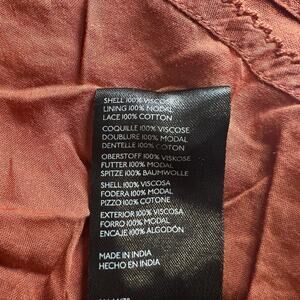 SHELL 100% VISCOSE
LINING 100% MODAL
LACE 100% COTTON
COQUILLE 100% VISCOSE
DOUBLURE 100% MODAL
DENTELLE 100% COTON
OBERSTOFF 100% VISKOSE
FUTTER 100% MODAL
SPITZE 100% BAUMWOLLE
SHELL 100% VISCOSA
FODERA 100% MODAL
PIZZO 100% COTONE
EXTERIOR 100% VISCOSA
FORRO 100% MODAL
ENCAJE 100% ALGODÓN
MADE IN INDIA
HECHO EN INDIA